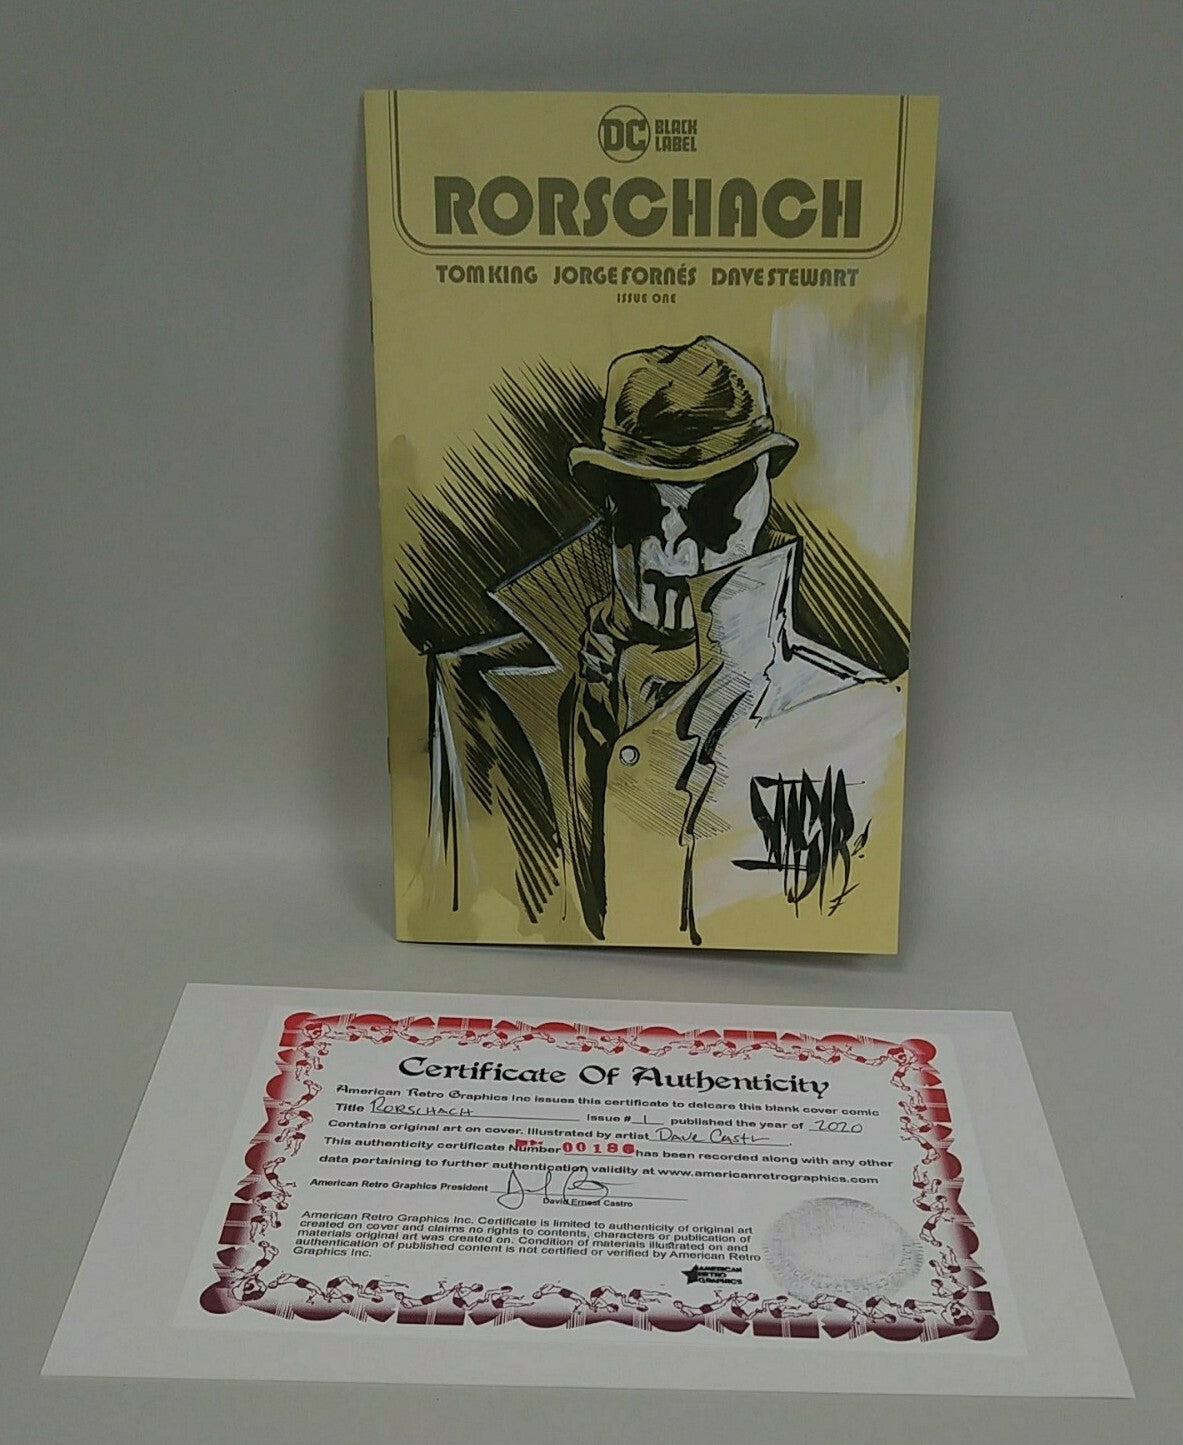 DC BLACK LABEL
RORSCHACH
TOM KING JORGE FORNÉS DAVE STEWART
ISSUE ONE
Certificate Of Authenticity
American Retro Graphics Inc issues this certificate to delcare this blank cover comic
Title RORSCHACH Issue # 1 published the year of 2020
Contains original art on cover. Illustrated by artist Dave Cast
This authenticity certificate Number 00186 has been recorded along with any other
data pertaining to further authentication validity at www.americanretrographics.com
American Retro Graphics President
David Ernest Castro
American Retro Graphics Inc. Certificate is limited to authenticity of original art
created on cover and claims no rights to contents, characters or publication of
materials original art was created on. Condition of materials illustrated on and
authentication of published content is not certified or verified by American Retro
Graphics Inc.
AMERICAN
RETRO
GRAPHICS